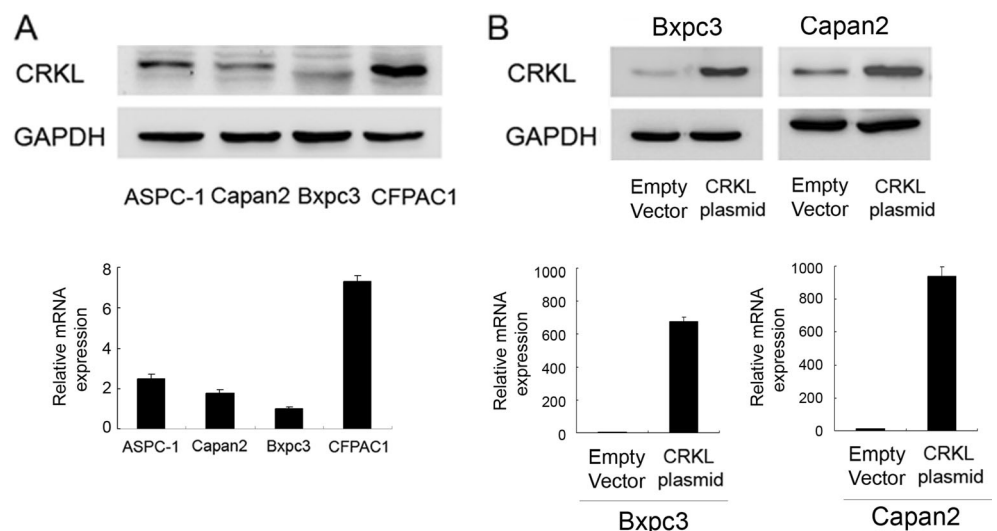 A
CRKL
GAPDH
ASPC-1 Capan2 Bxpc3 CFPAC1
Relative mRNA
expression
8
6
4
2
0
ASPC-1 Capan2 Bxpc3 CFPAC1
B
Bxpc3 Capan2
CRKL
GAPDH
Empty
Vector
CRKL
plasmid
Empty
Vector
CRKL
plasmid
Relative mRNA
expression
1000
800
600
400
200
0
Empty
Vector
CRKL
plasmid
Bxpc3
Relative mRNA
expression
1000
800
600
400
200
0
Empty
Vector
CRKL
plasmid
Capan2